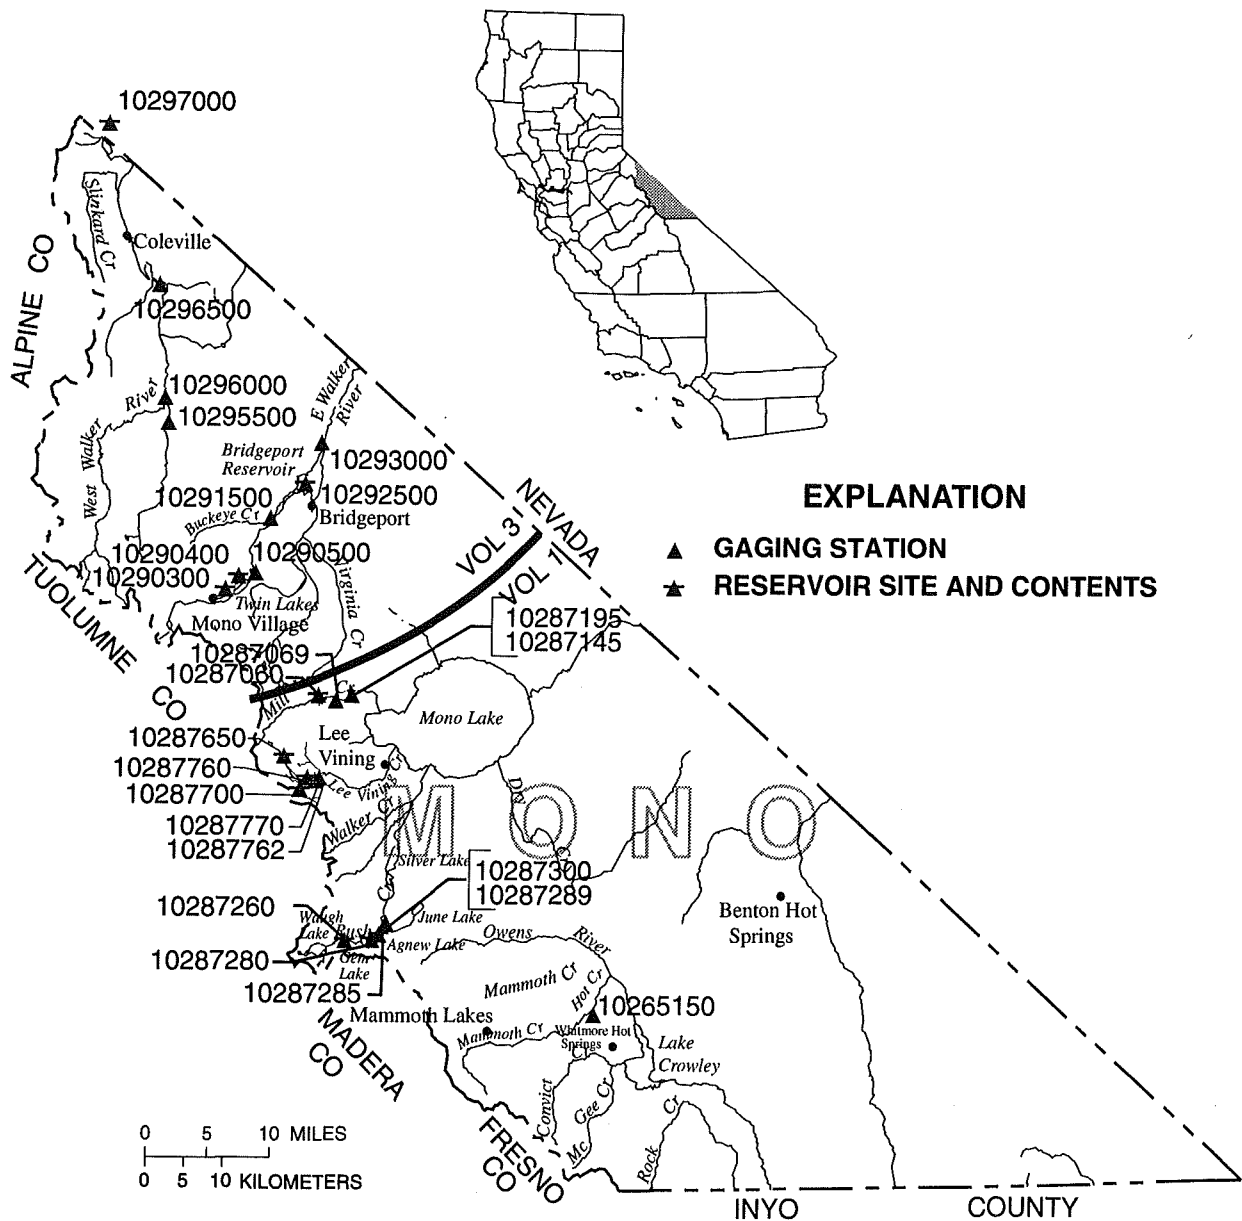 10297000
Slinkard Cr
Coleville
ALPINE CO
10296500
10296000
River
10295500
E Walker
River
West Walker
Bridgeport
Reservoir
10293000
10291500
10292500
Buckeye Cr
Bridgeport
10290400
10290500
10290300
Twin Lakes
Mono Village
Virginia Cr
TUOLUMNE
CO
VOL 3
VOL 1
NEVADA
EXPLANATION
GAGING STATION
RESERVOIR SITE AND CONTENTS
10287195
10287145
10287069
10287060
Mill
Cr
Mono Lake
Lee
Vining
10287650
10287760
10287700
10287770
10287762
Lee Vining Cr
Walker Cr
Dry
Cr
MONO
Silver Lake
10287300
10287289
Cr
10287260
Waugh
Lake
Rush
June Lake
Agnew Lake
Gem
Lake
10287280
10287285
Owens
River
Benton Hot
Springs
Mammoth Cr
Hot Cr
10265150
Mammoth Lakes
Mammoth Cr
Whitmore Hot
Springs
Lake
Crowley
MADERA
CO
Convict
Cr
Mc Gee Cr
Rock
Cr
FRESNO
CO
0 5 10 MILES
0 5 10 KILOMETERS
INYO COUNTY